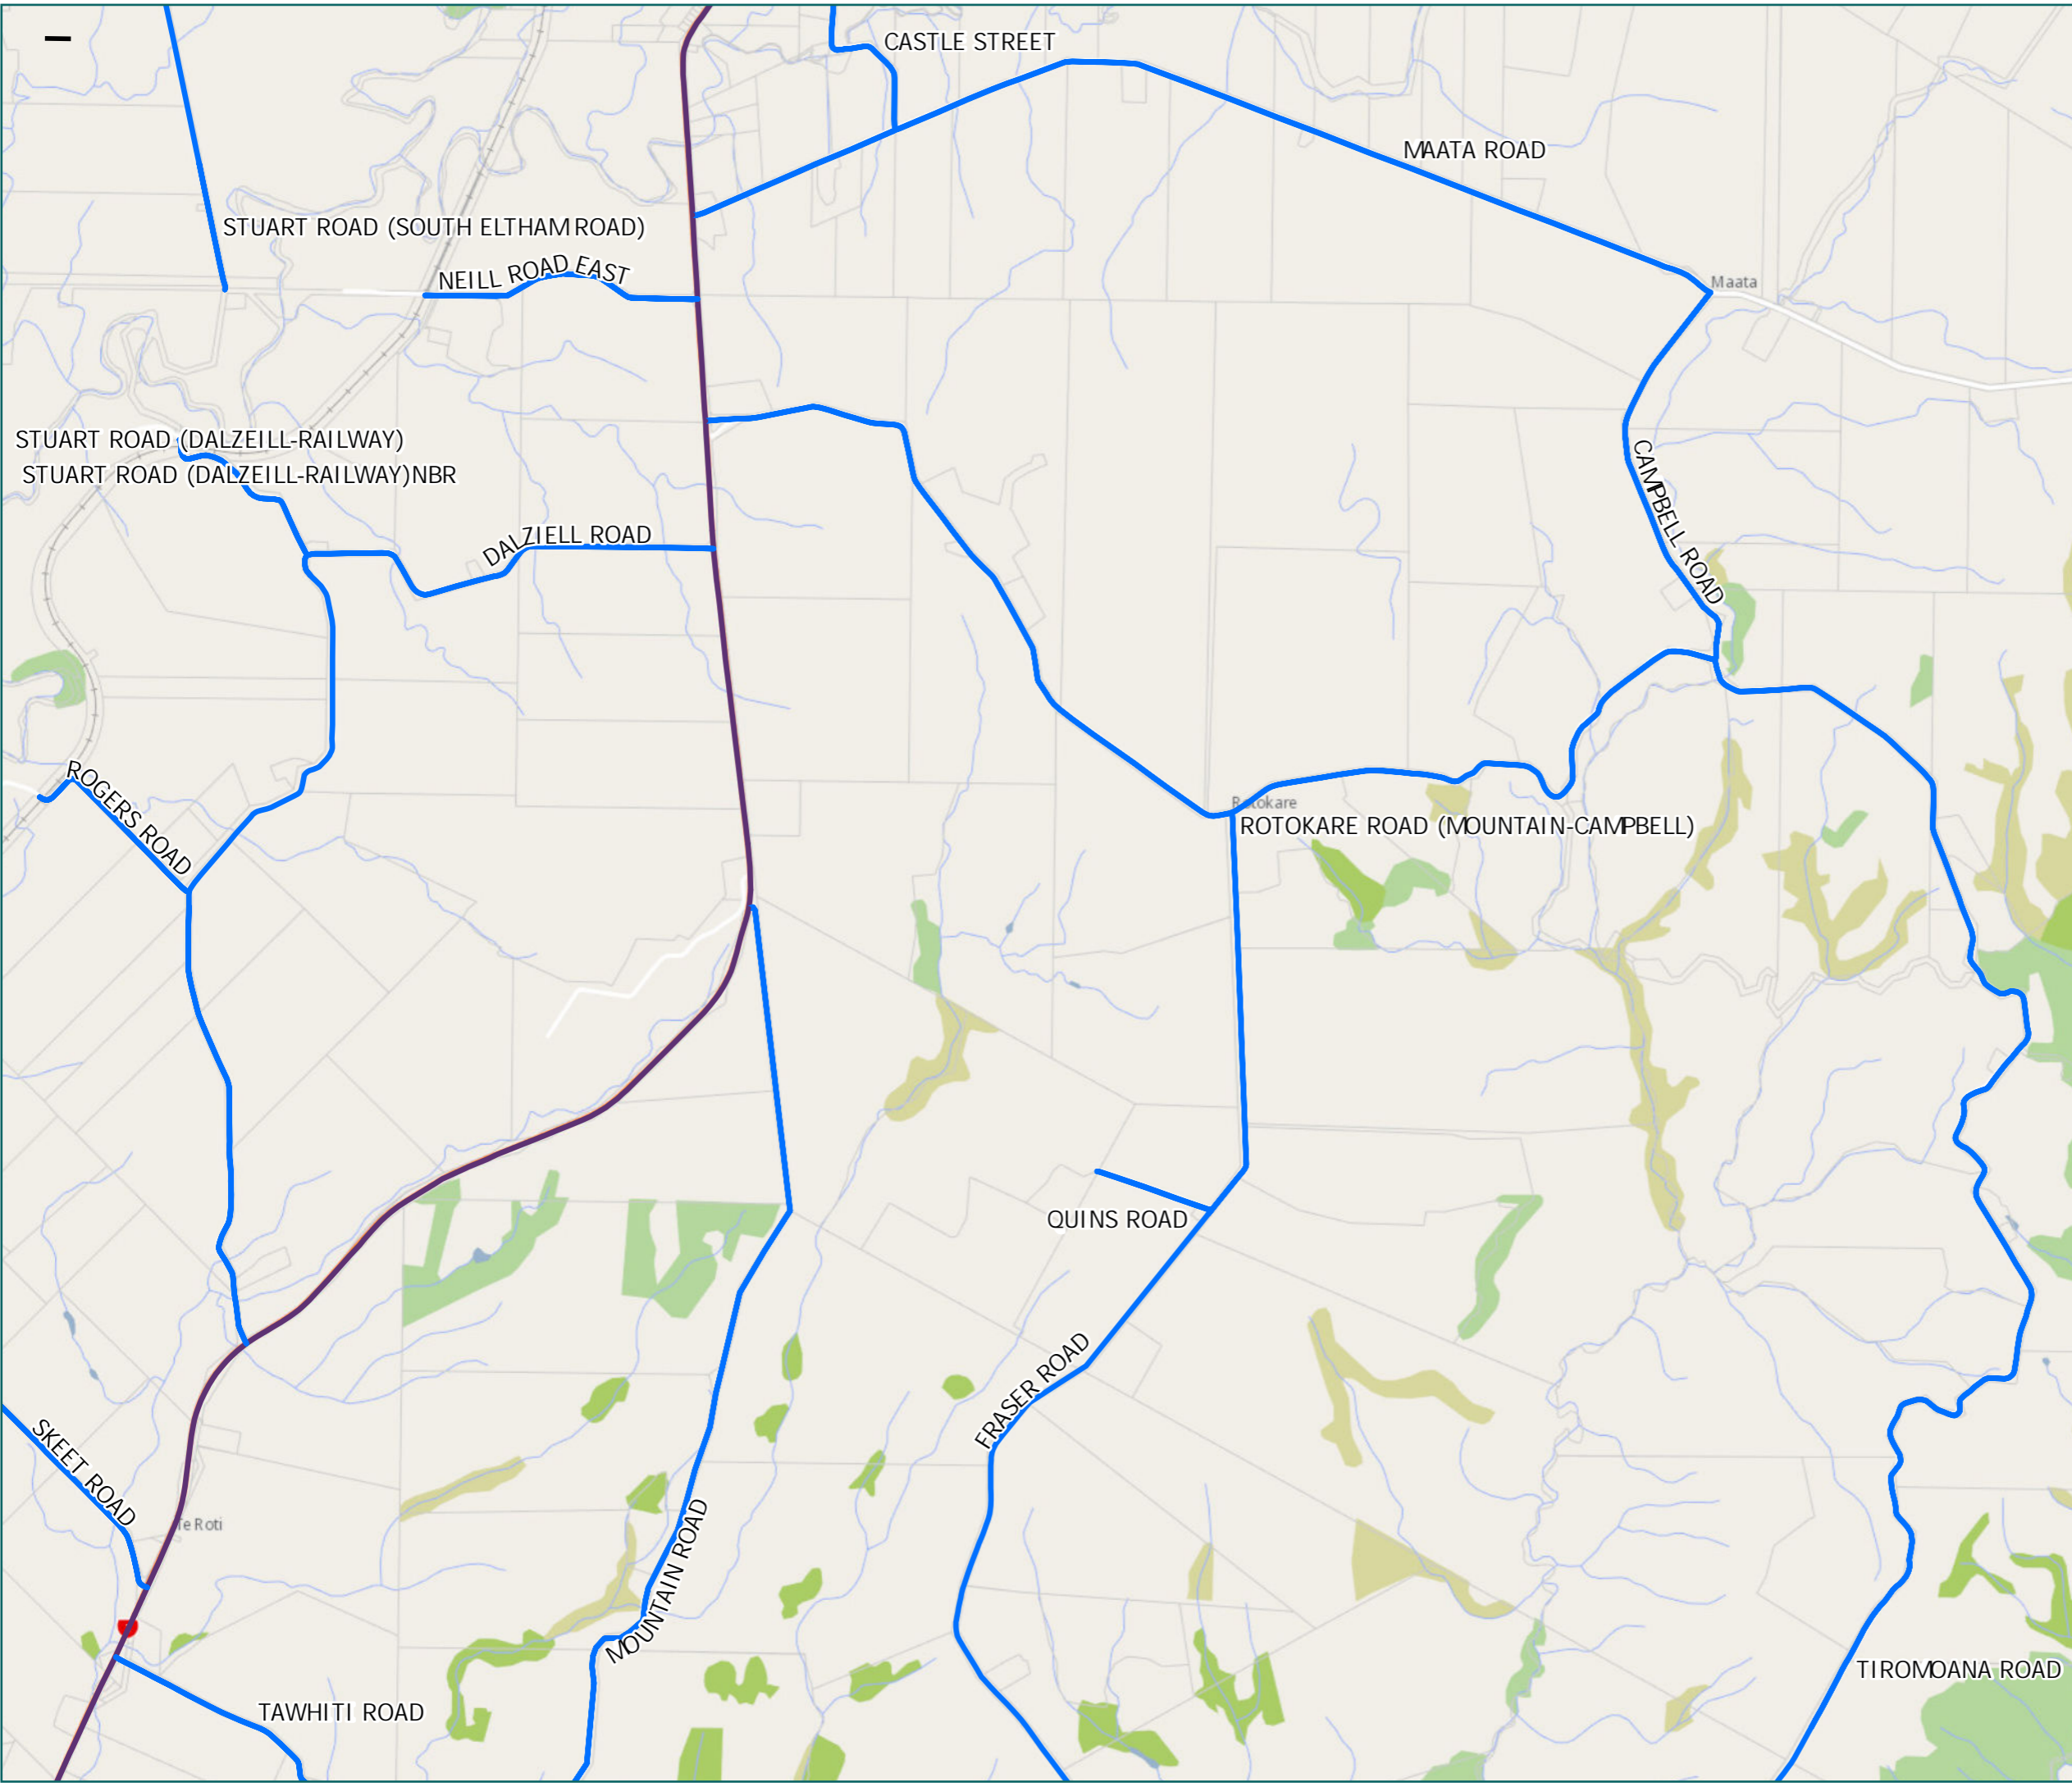 CASTLE STREET
MAATA ROAD
STUART ROAD (SOUTH ELTHAM ROAD)
NEILL ROAD EAST
Maata
STUART ROAD (DALZEILL-RAILWAY)
STUART ROAD (DALZEILL-RAILWAY)NBR
CAMPBELL ROAD
DALZIELL ROAD
ROGERS ROAD
Rotokare
ROTOKARE ROAD (MOUNTAIN-CAMPBELL)
QUINS ROAD
FRASER ROAD
SKEET ROAD
Te Roti
MOUNTAIN ROAD
TIROMOANA ROAD
TAWHITI ROAD